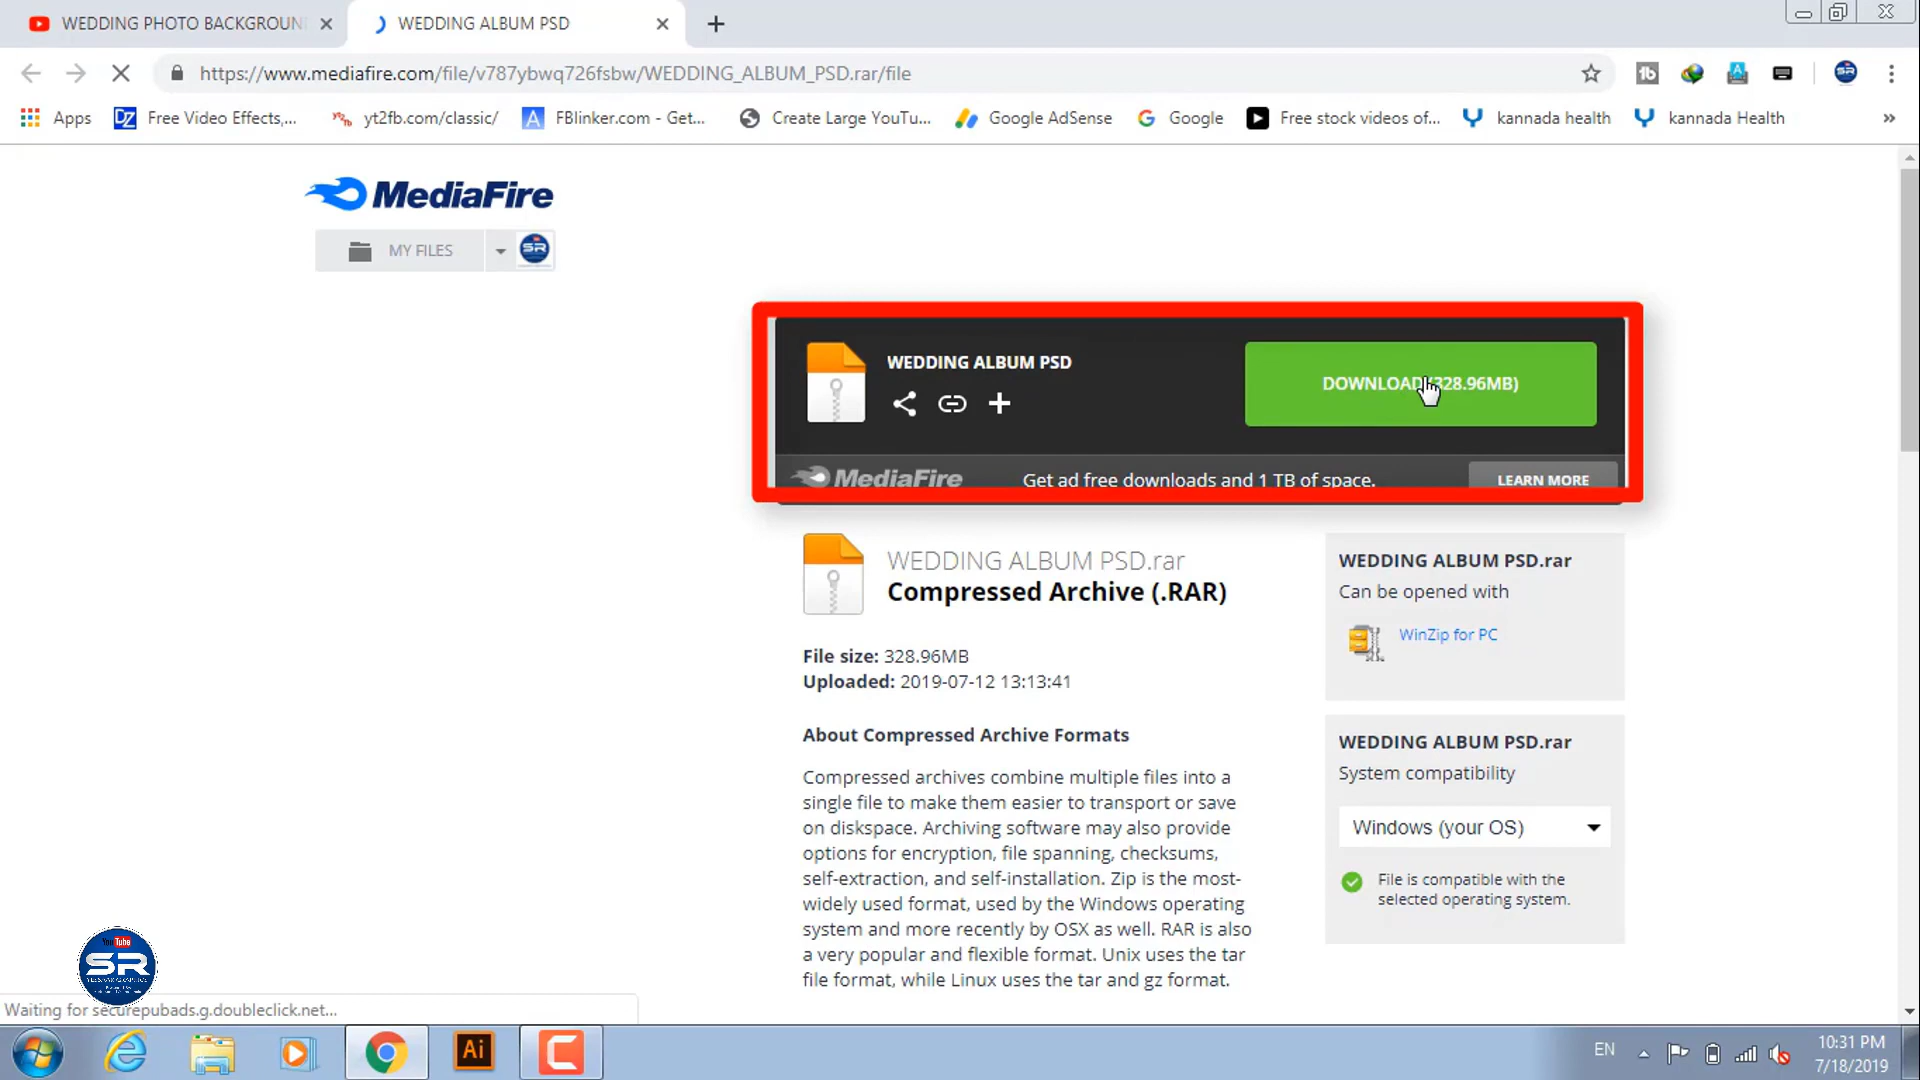 WEDDING PHOTO BACKGROUN
WEDDING ALBUM PSD
https://www.mediafire.com/file/v787ybwq726fsbw/WEDDING_ALBUM_PSD.rar/file
Apps
DZ
Free Video Effects,...
yt2fb.com/classic/
FBlinker.com - Get...
Create Large YouTu...
Google AdSense
Google
Free stock videos of...
kannada health
kannada Health
MediaFire
MY FILES
SR
WEDDING ALBUM PSD
DOWNLOAD (328.96MB)
MediaFire
Get ad free downloads and 1 TB of space.
LEARN MORE
WEDDING ALBUM PSD.rar
Compressed Archive (.RAR)
File size: 328.96MB
Uploaded: 2019-07-12 13:13:41
About Compressed Archive Formats
Compressed archives combine multiple files into a
single file to make them easier to transport or save
on diskspace. Archiving software may also provide
options for encryption, file spanning, checksums,
self-extraction, and self-installation. Zip is the most-
widely used format, used by the Windows operating
system and more recently by OSX as well. RAR is also
a very popular and flexible format. Unix uses the tar
file format, while Linux uses the tar and gz format.
WEDDING ALBUM PSD.rar
Can be opened with
WinZip for PC
WEDDING ALBUM PSD.rar
System compatibility
Windows (your OS)
File is compatible with the
selected operating system.
YouTube
SR
Waiting for securepubads.g.doubleclick.net...
Ai
EN
10:31 PM
7/18/2019